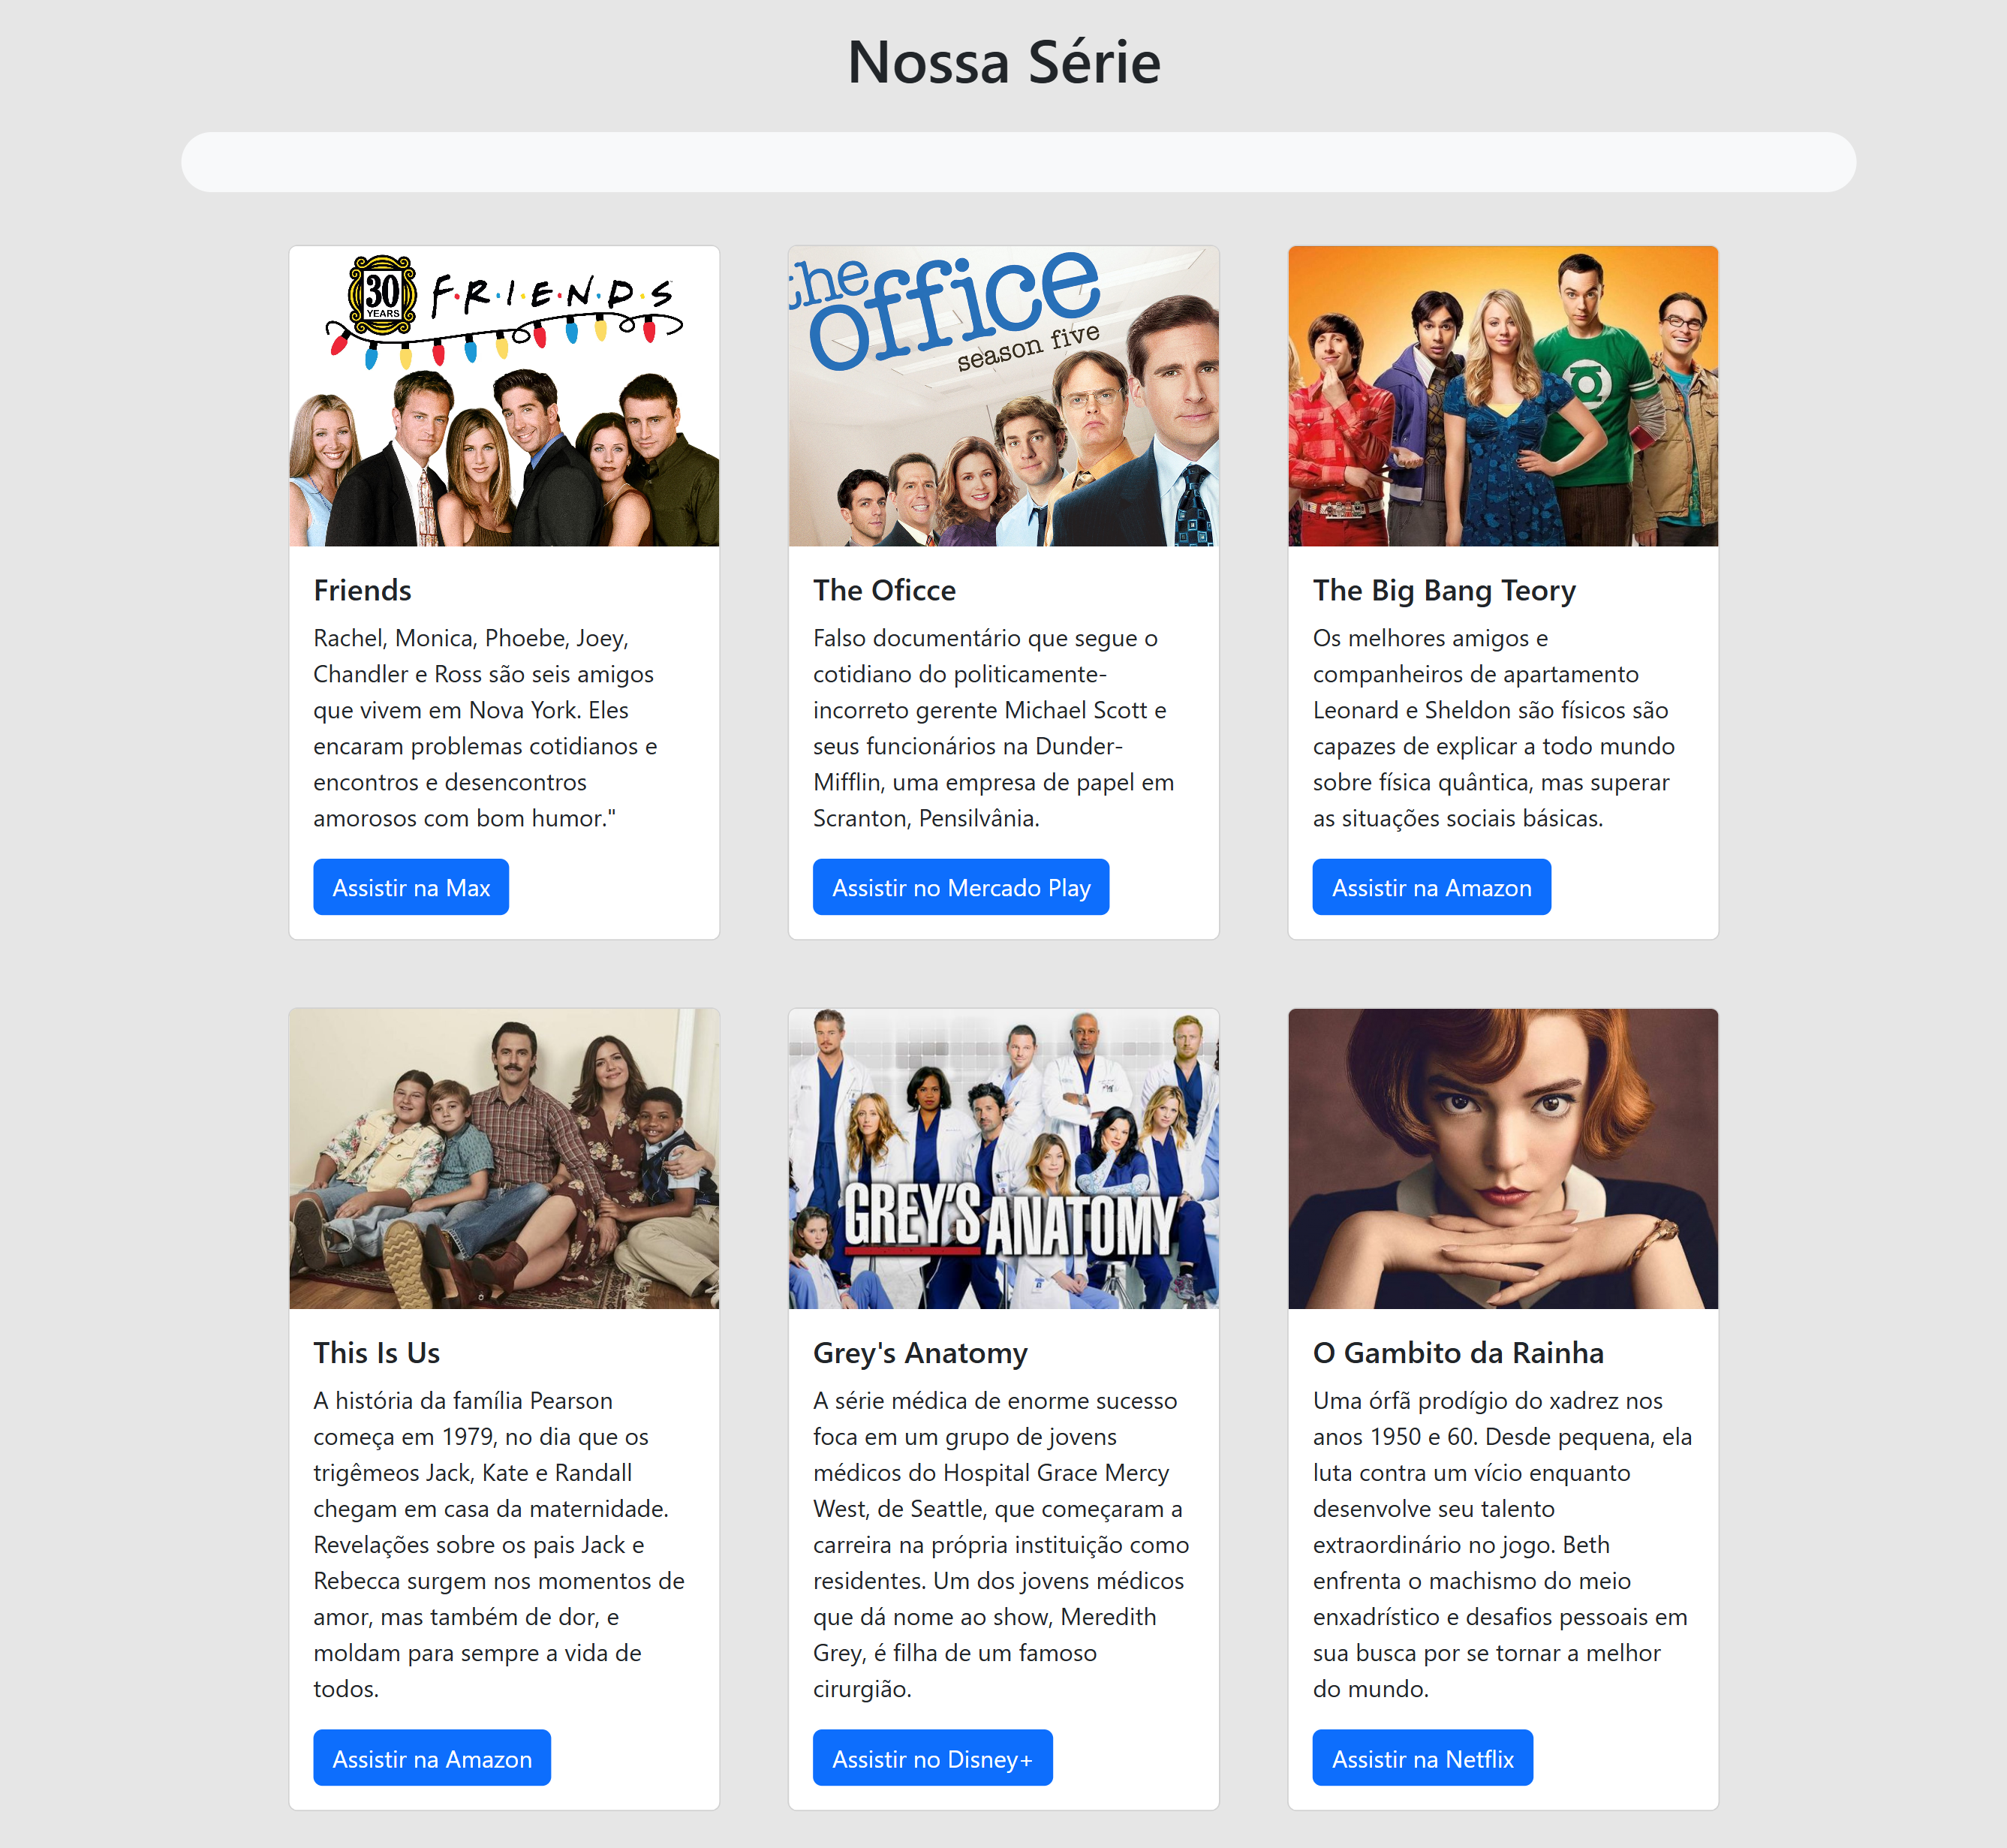 Nossa Série
30
YEARS
F·R·I·E·N·D·S
the
office
season five
Friends
Rachel, Monica, Phoebe, Joey,
Chandler e Ross são seis amigos
que vivem em Nova York. Eles
encaram problemas cotidianos e
encontros e desencontros
amorosos com bom humor."
Assistir na Max
The Oficce
Falso documentário que segue o
cotidiano do politicamente-
incorreto gerente Michael Scott e
seus funcionários na Dunder-
Mifflin, uma empresa de papel em
Scranton, Pensilvânia.
Assistir no Mercado Play
The Big Bang Teory
Os melhores amigos e
companheiros de apartamento
Leonard e Sheldon são físicos são
capazes de explicar a todo mundo
sobre física quântica, mas superar
as situações sociais básicas.
Assistir na Amazon
This Is Us
A história da família Pearson
começa em 1979, no dia que os
trigêmeos Jack, Kate e Randall
chegam em casa da maternidade.
Revelações sobre os pais Jack e
Rebecca surgem nos momentos de
amor, mas também de dor, e
moldam para sempre a vida de
todos.
Assistir na Amazon
GREY'S ANATOMY
Grey's Anatomy
A série médica de enorme sucesso
foca em um grupo de jovens
médicos do Hospital Grace Mercy
West, de Seattle, que começaram a
carreira na própria instituição como
residentes. Um dos jovens médicos
que dá nome ao show, Meredith
Grey, é filha de um famoso
cirurgião.
Assistir no Disney+
O Gambito da Rainha
Uma órfã prodígio do xadrez nos
anos 1950 e 60. Desde pequena, ela
luta contra um vício enquanto
desenvolve seu talento
extraordinário no jogo. Beth
enfrenta o machismo do meio
enxadrístico e desafios pessoais em
sua busca por se tornar a melhor
do mundo.
Assistir na Netflix